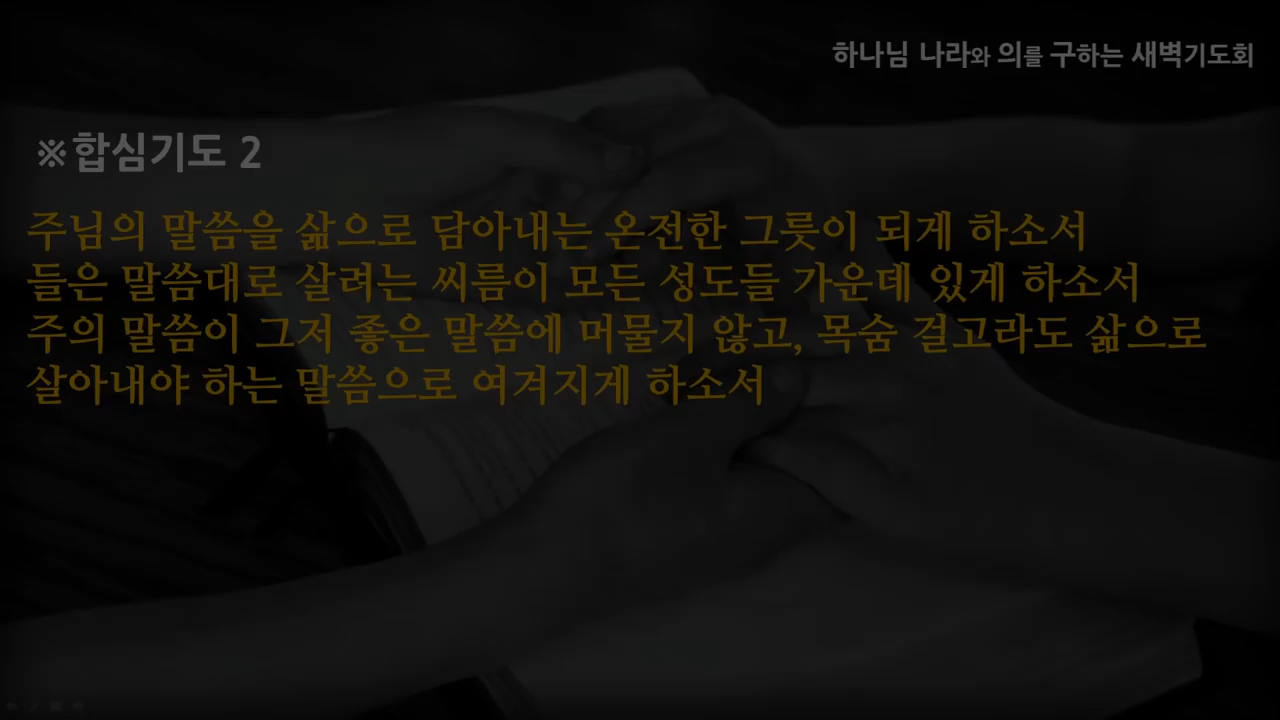 하나님 나라와 의를 구하는 새벽기도회
※합심기도 2
주님의 말씀을 삶으로 담아내는 온전한 그릇이 되게 하소서
들은 말씀대로 살려는 씨름이 모든 성도들 가운데 있게 하소서
주의 말씀이 그저 좋은 말씀에 머물지 않고, 목숨 걸고라도 삶으로
살아내야 하는 말씀으로 여겨지게 하소서